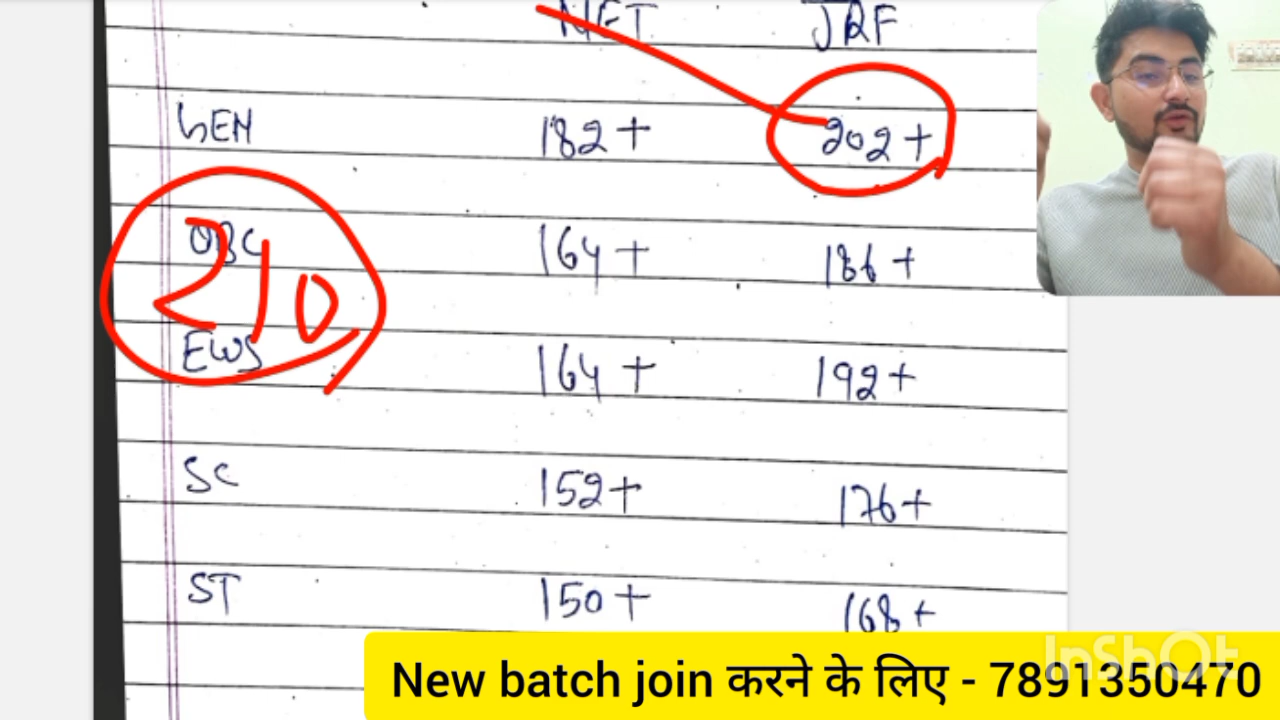 NET JRF
GEN 182+ 202+
OBC 164+ 186+
210
EWS 164+ 192+
SC 152+ 176+
ST 150+ 168+
New batch join करने के लिए - 7891350470
InShOt